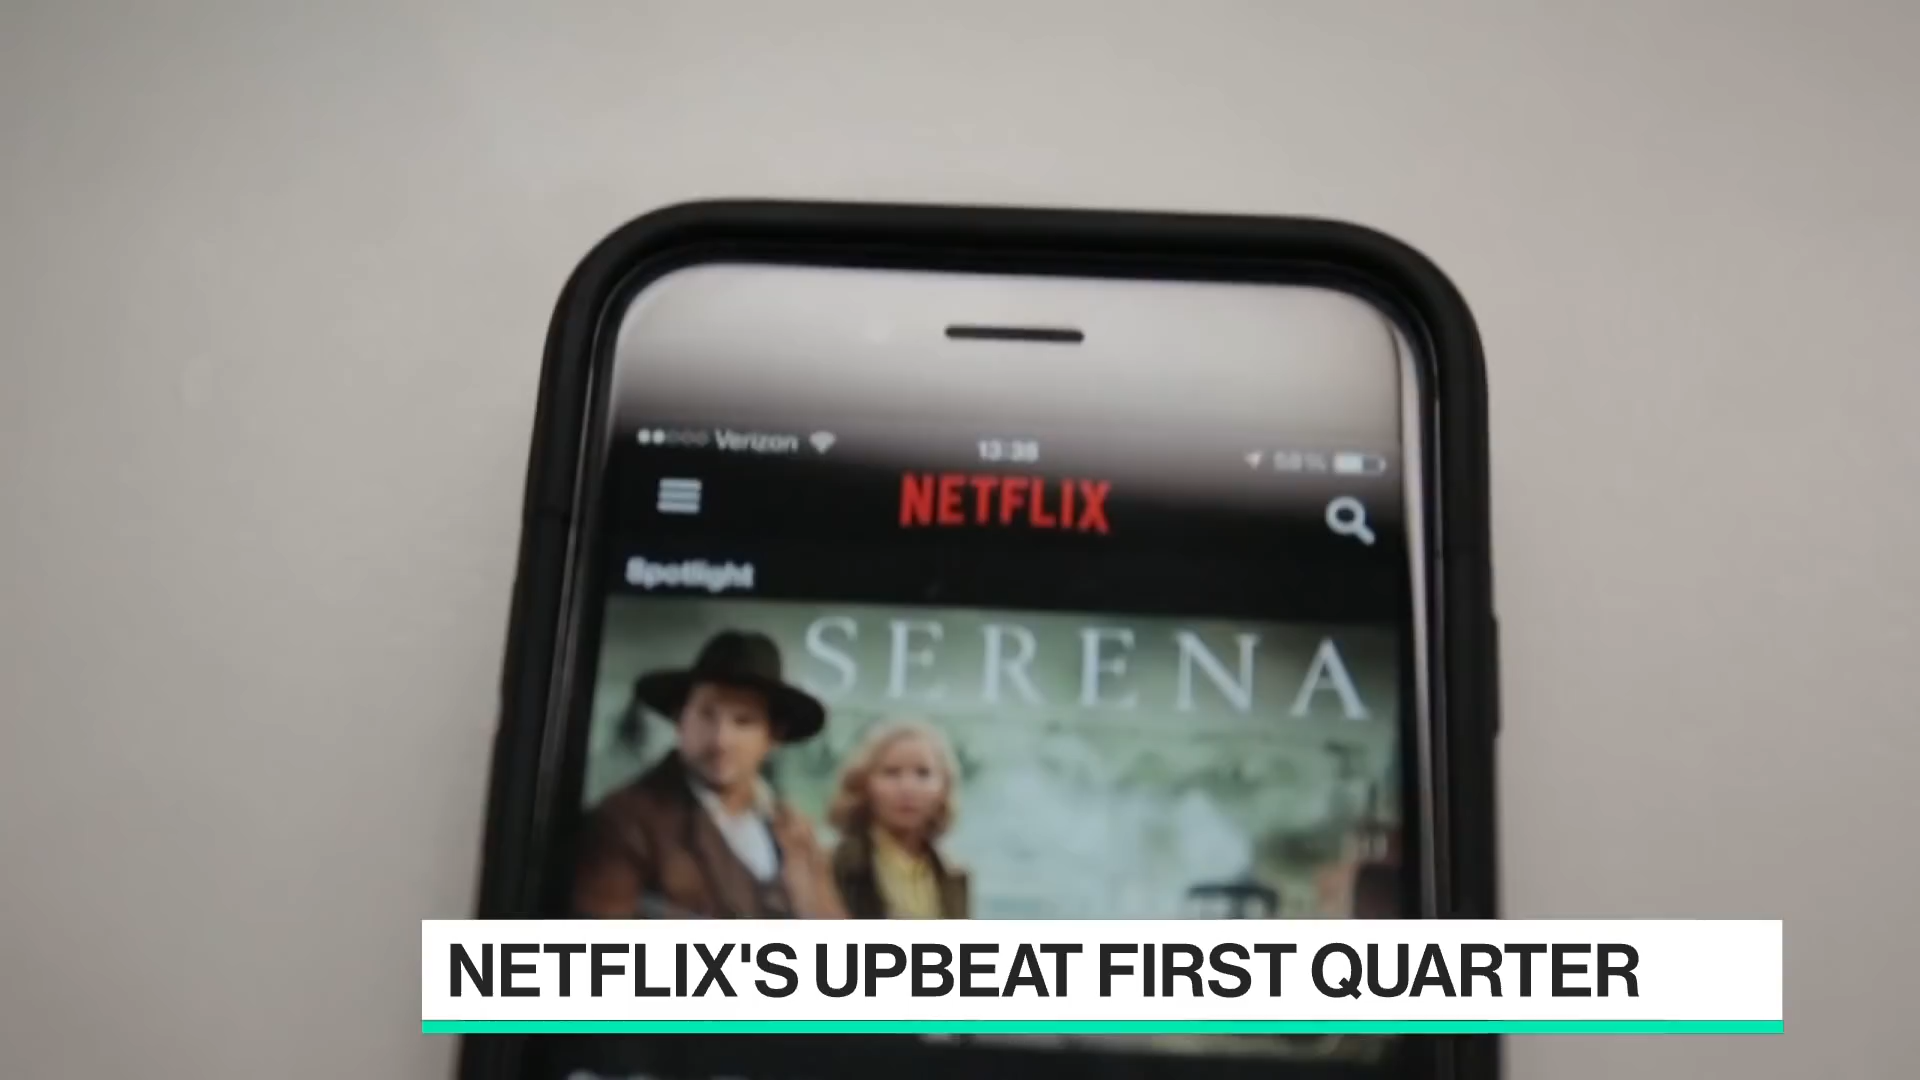 Verizon
NETFLIX
Spotlight
SERENA
NETFLIX'S UPBEAT FIRST QUARTER